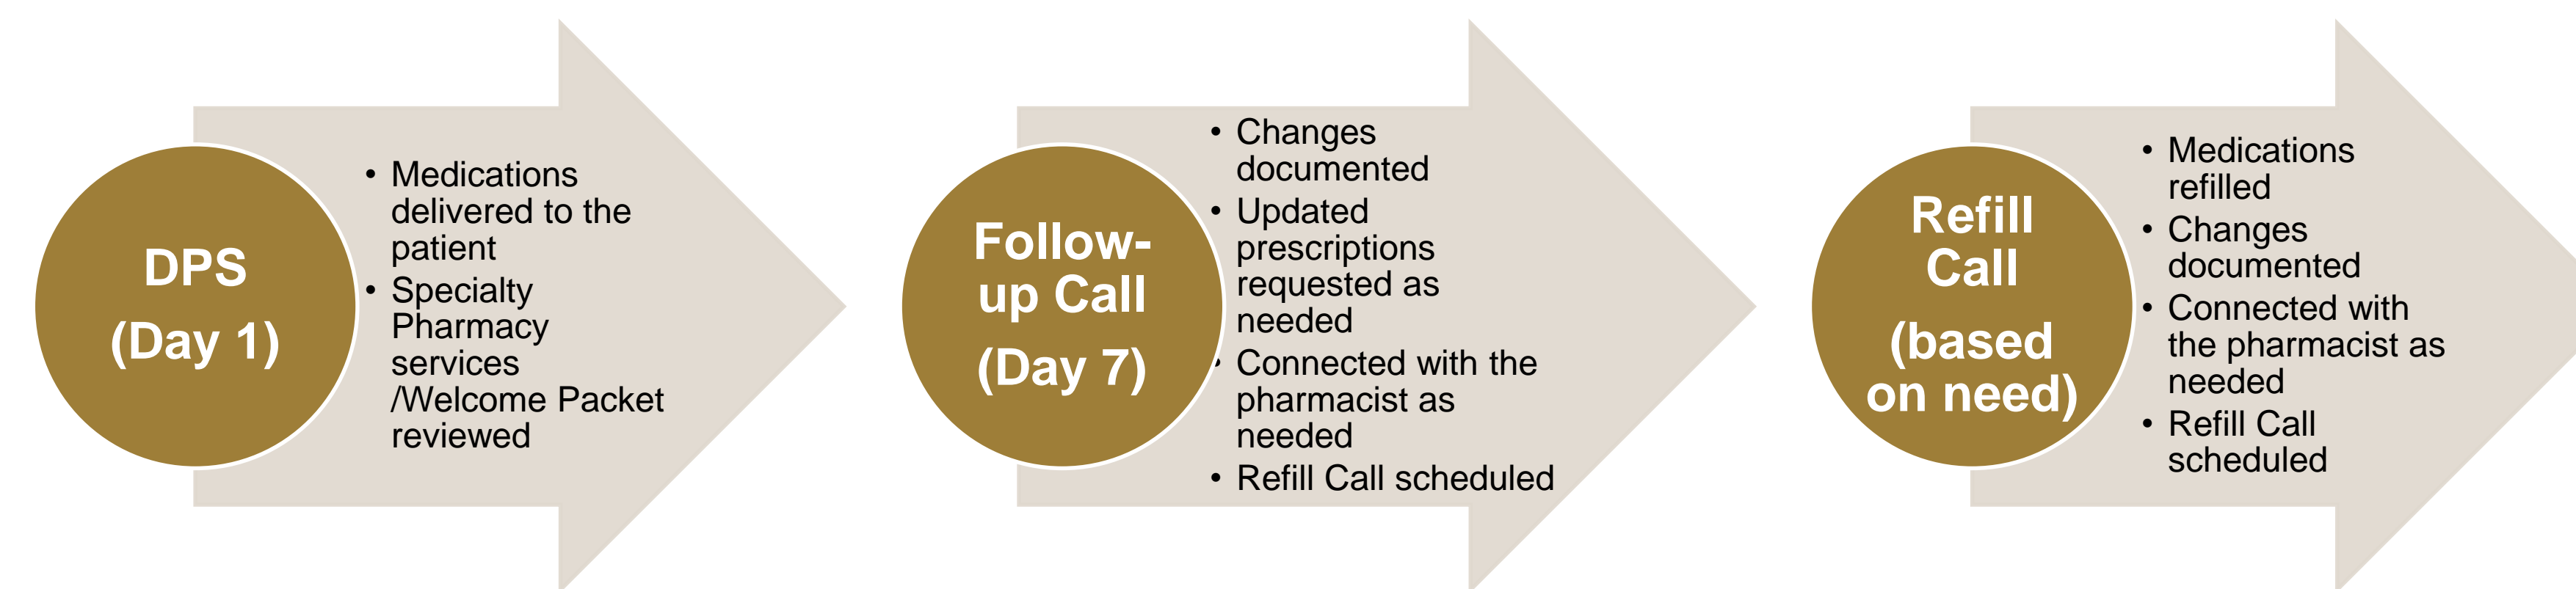 DPS
(Day 1)
• Medications
delivered to the
patient
• Specialty
Pharmacy
services
/Welcome Packet
reviewed
Follow-
up Call
(Day 7)
• Changes
documented
• Updated
prescriptions
requested as
needed
• Connected with the
pharmacist as
needed
• Refill Call scheduled
Refill
Call
(based
on need)
• Medications
refilled
• Changes
documented
• Connected with
the pharmacist as
needed
• Refill Call
scheduled